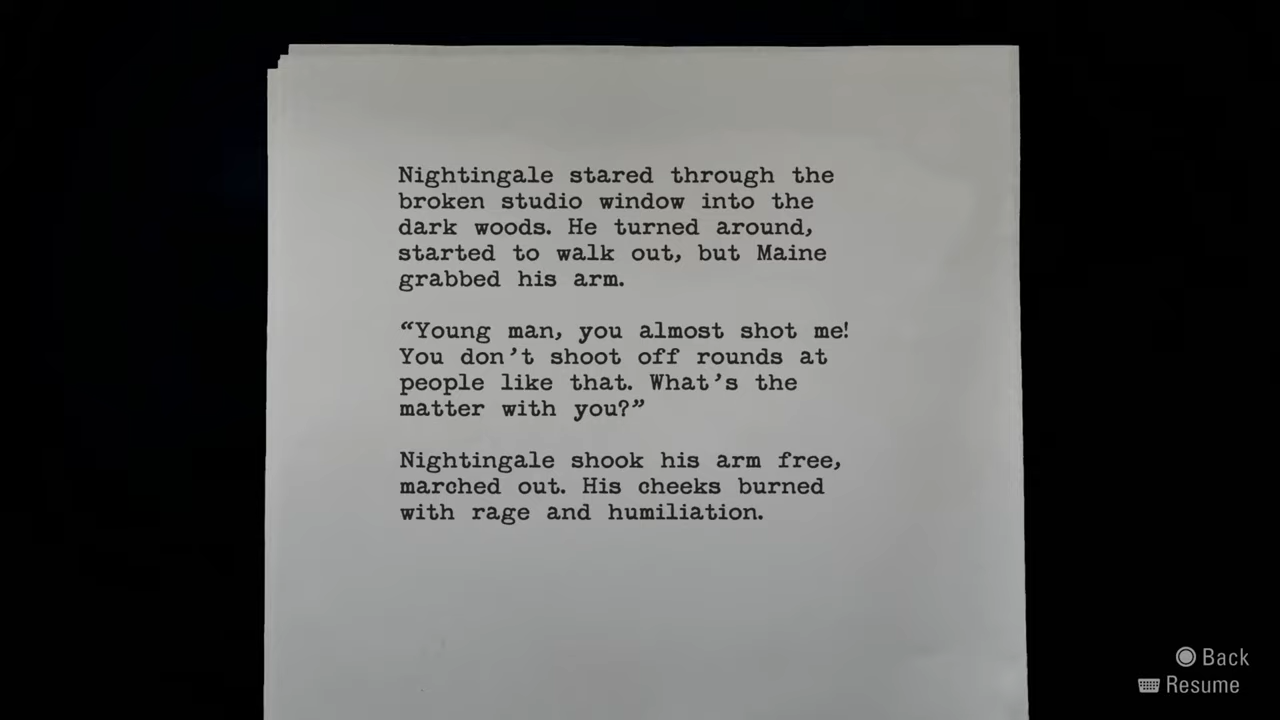 Nightingale stared through the
broken studio window into the
dark woods. He turned around,
started to walk out, but Maine
grabbed his arm.
“Young man, you almost shot me!
You don’t shoot off rounds at
people like that. What’s the
matter with you?”
Nightingale shook his arm free,
marched out. His cheeks burned
with rage and humiliation.
Back
Resume